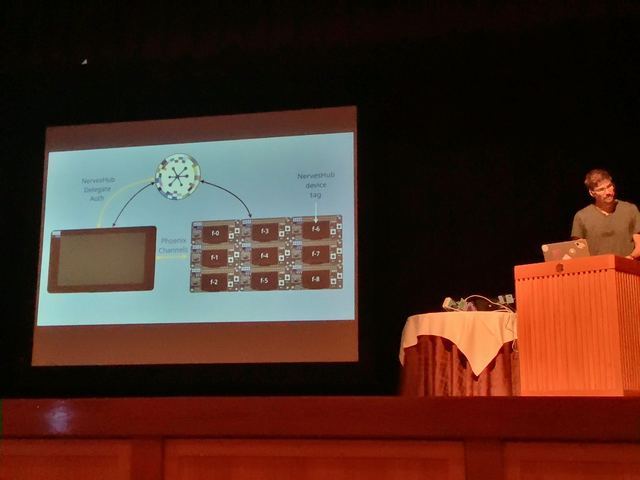 NervesHub
Delegate
Auth
NervesHub
device
tag
Phoenix
Channels
f-0
f-3
f-6
f-1
f-4
f-7
f-2
f-5
f-8